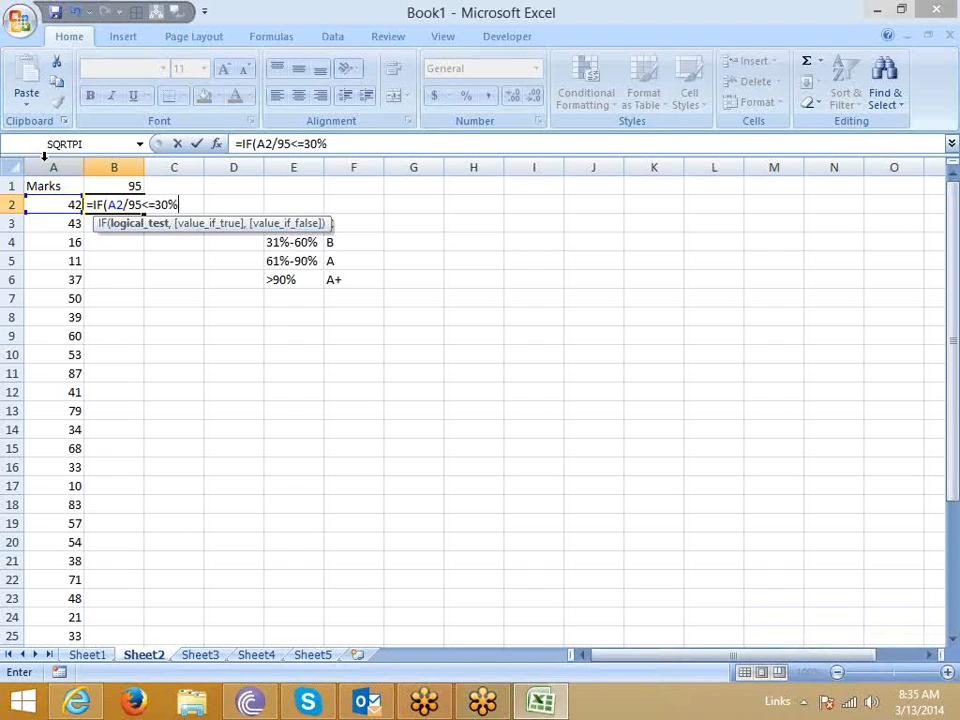 Book1 - Microsoft Excel
Home Insert Page Layout Formulas Data Review View Developer
Paste
11
General
Conditional Formatting
Format as Table
Cell Styles
Insert
Delete
Format
Sort & Filter
Find & Select
Clipboard Font Alignment Number Styles Cells Editing
SQRTPI =IF(A2/95<=30%
A B C D E F G H I J K L M N O
1 Marks 95
2 42 =IF(A2/95<=30%
IF(logical_test, [value_if_true], [value_if_false])
3 43
4 16 31%-60% B
5 11 61%-90% A
6 37 >90% A+
7 50
8 39
9 60
10 53
11 87
12 41
13 79
14 34
15 68
16 33
17 10
18 83
19 57
20 54
21 38
22 71
23 48
24 21
25 33
Sheet1 Sheet2 Sheet3 Sheet4 Sheet5
Enter 100%
Links 8:35 AM
3/13/2014